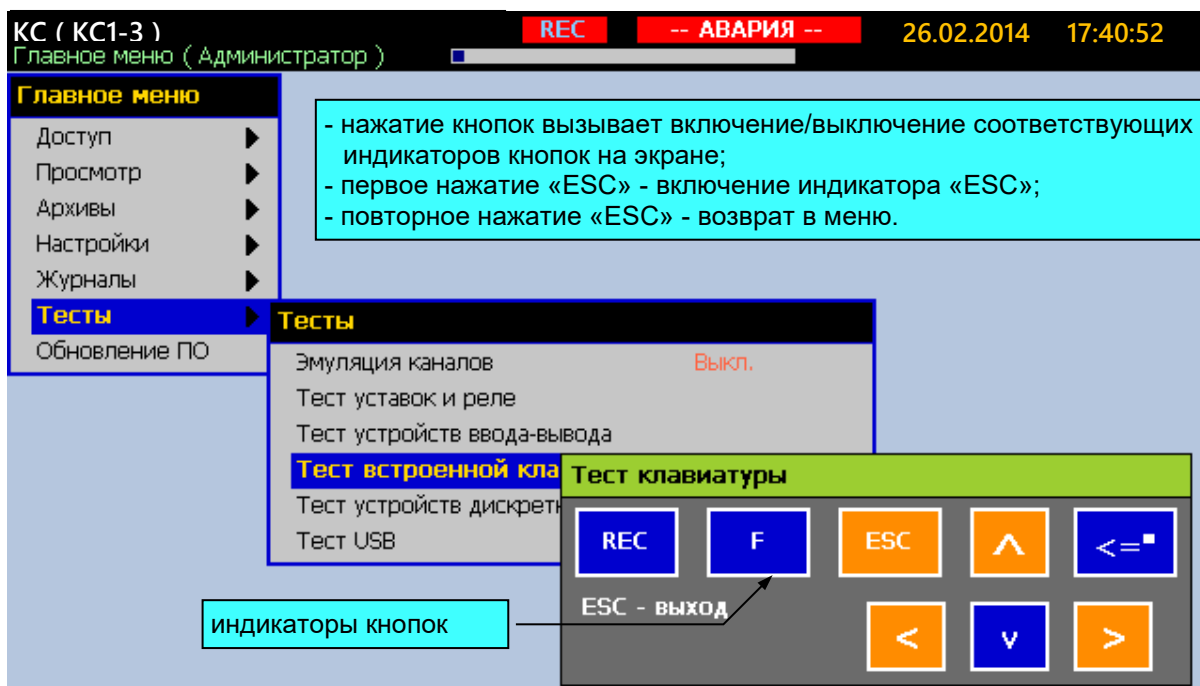 КС ( КС1-3 )
REC
-- АВАРИЯ --
26.02.2014 17:40:52
Главное меню ( Администратор )
Главное меню
Доступ
Просмотр
Архивы
Настройки
Журналы
Тесты
Обновление ПО
- нажатие кнопок вызывает включение/выключение соответствующих
индикаторов кнопок на экране;
- первое нажатие «ESC» - включение индикатора «ESC»;
- повторное нажатие «ESC» - возврат в меню.
Тесты
Эмуляция каналов Выкл.
Тест уставок и реле
Тест устройств ввода-вывода
Тест встроенной кла
Тест устройств дискретн
Тест USB
Тест клавиатуры
REC F ESC ^ <=▪
ESC - выход
< v >
индикаторы кнопок